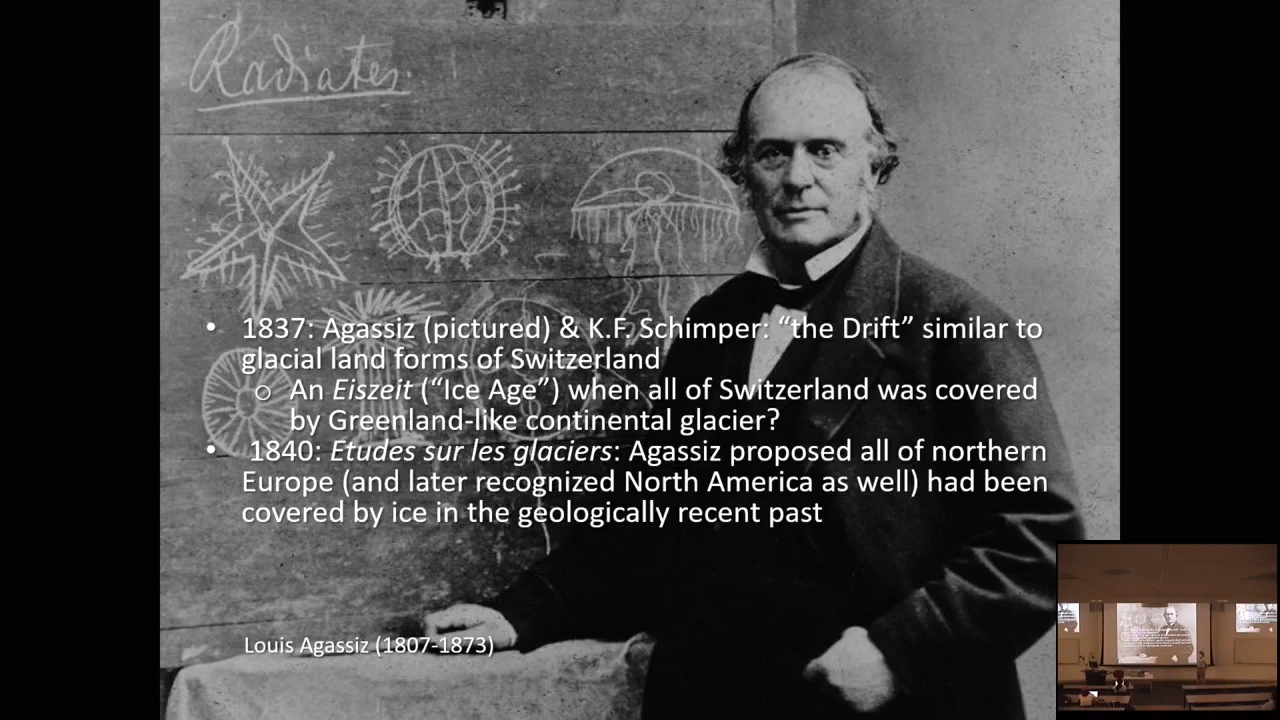 Radiates.
• 1837: Agassiz (pictured) & K.F. Schimper: “the Drift” similar to
glacial land forms of Switzerland
o An Eiszeit (“Ice Age”) when all of Switzerland was covered
by Greenland-like continental glacier?
• 1840: Etudes sur les glaciers: Agassiz proposed all of northern
Europe (and later recognized North America as well) had been
covered by ice in the geologically recent past
Louis Agassiz (1807-1873)